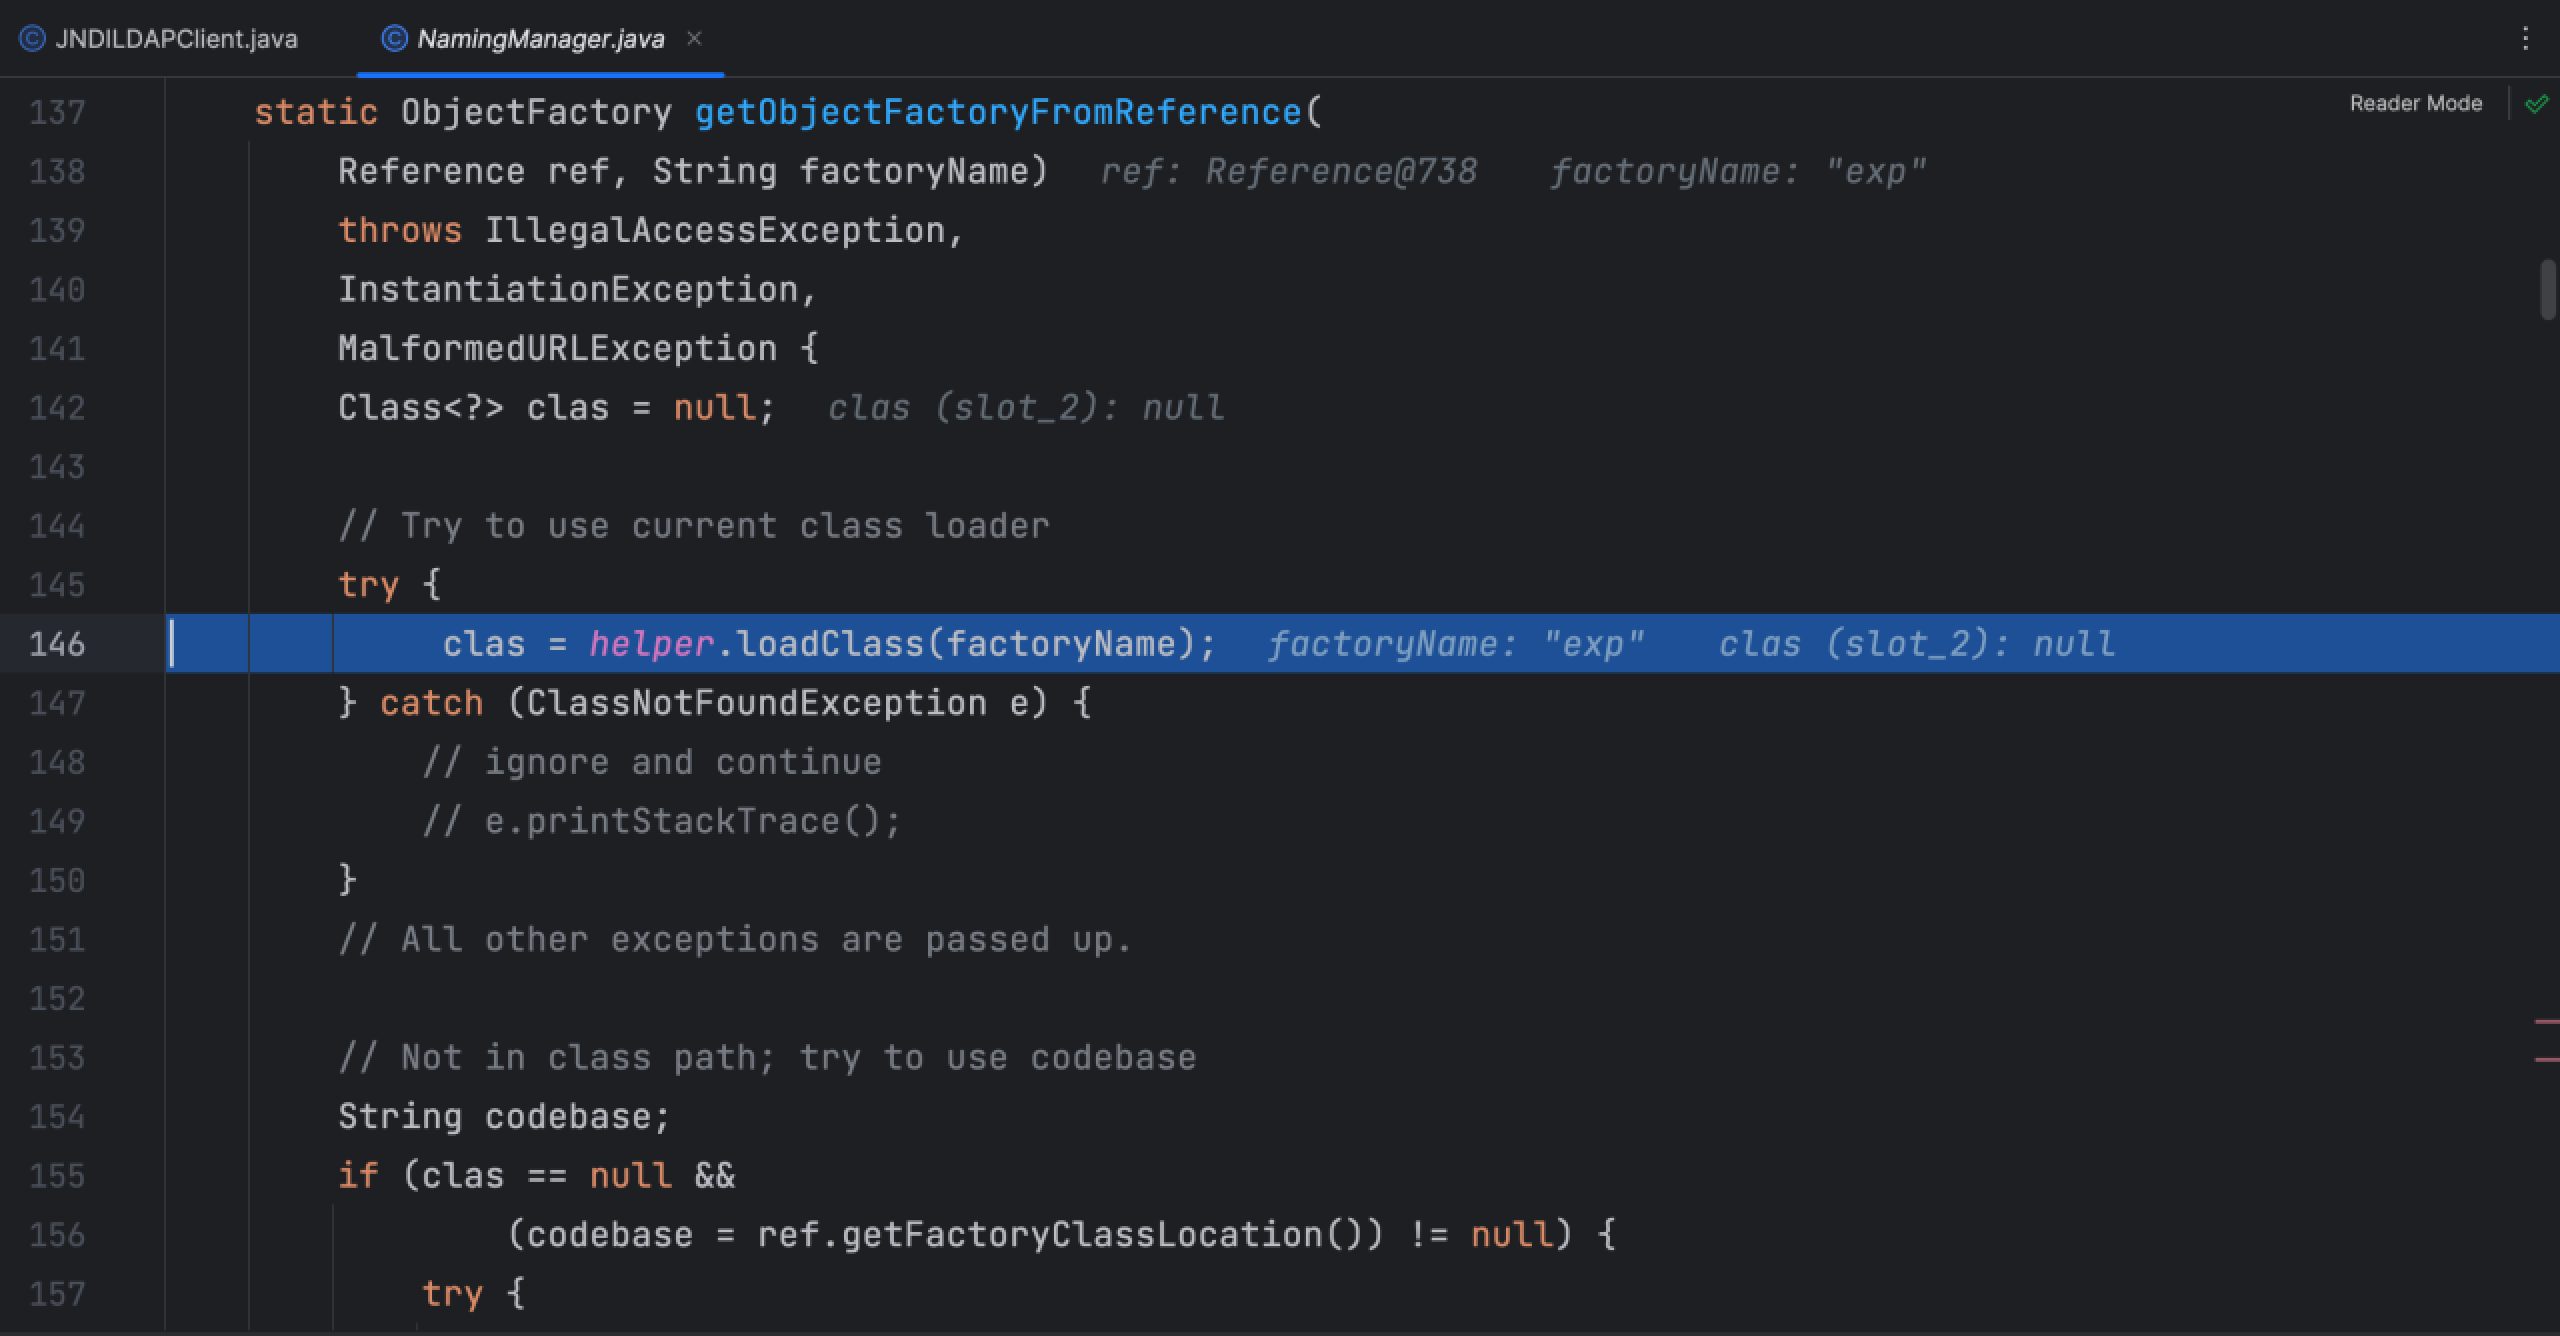 JNDILDAPClient.java NamingManager.java
Reader Mode
137 static ObjectFactory getObjectFactoryFromReference(
138 Reference ref, String factoryName) ref: Reference@738 factoryName: "exp"
139 throws IllegalAccessException,
140 InstantiationException,
141 MalformedURLException {
142 Class<?> clas = null; clas (slot_2): null
143
144 // Try to use current class loader
145 try {
146 clas = helper.loadClass(factoryName); factoryName: "exp" clas (slot_2): null
147 } catch (ClassNotFoundException e) {
148 // ignore and continue
149 // e.printStackTrace();
150 }
151 // All other exceptions are passed up.
152
153 // Not in class path; try to use codebase
154 String codebase;
155 if (clas == null &&
156 (codebase = ref.getFactoryClassLocation()) != null) {
157 try {